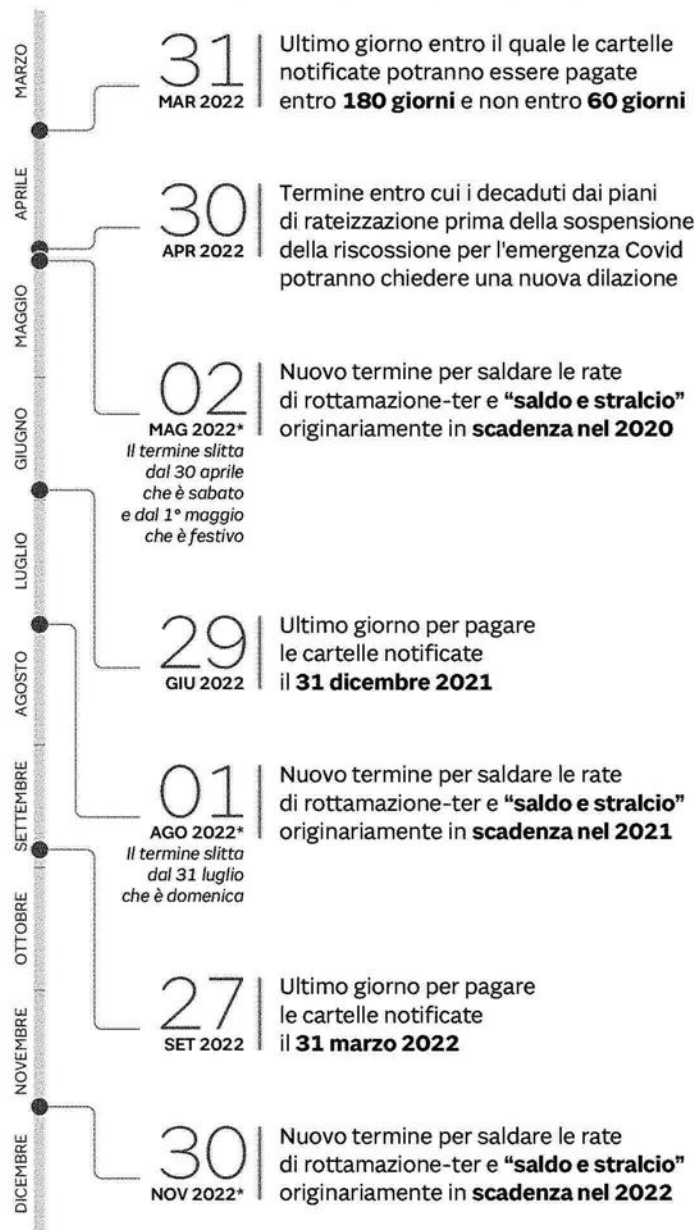 MARZO
APRILE
MAGGIO
GIUGNO
LUGLIO
AGOSTO
SETTEMBRE
OTTOBRE
NOVEMBRE
DICEMBRE
31
MAR 2022
Ultimo giorno entro il quale le cartelle
notificate potranno essere pagate
entro 180 giorni e non entro 60 giorni
30
APR 2022
Termine entro cui i decaduti dai piani
di rateizzazione prima della sospensione
della riscossione per l'emergenza Covid
potranno chiedere una nuova dilazione
02
MAG 2022*
Il termine slitta
dal 30 aprile
che è sabato
e dal 1° maggio
che è festivo
Nuovo termine per saldare le rate
di rottamazione-ter e “saldo e stralcio”
originariamente in scadenza nel 2020
29
GIU 2022
Ultimo giorno per pagare
le cartelle notificate
il 31 dicembre 2021
01
AGO 2022*
Il termine slitta
dal 31 luglio
che è domenica
Nuovo termine per saldare le rate
di rottamazione-ter e “saldo e stralcio”
originariamente in scadenza nel 2021
27
SET 2022
Ultimo giorno per pagare
le cartelle notificate
il 31 marzo 2022
30
NOV 2022*
Nuovo termine per saldare le rate
di rottamazione-ter e “saldo e stralcio”
originariamente in scadenza nel 2022